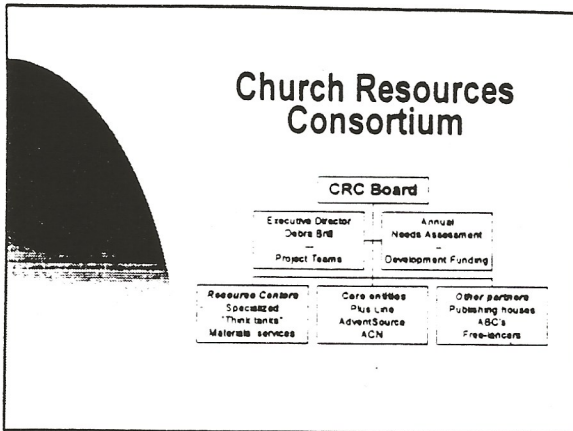 Church Resources
Consortium
CRC Board
Executive Director
Debra Brill
Project Teams
Annual
Needs Assessment
Development Funding
Resource Centers
Specialized
"Think tanks"
Materials services
Core entities
Plus Line
AdventSource
ACN
Other partners
Publishing houses
ABC's
Free-lancers